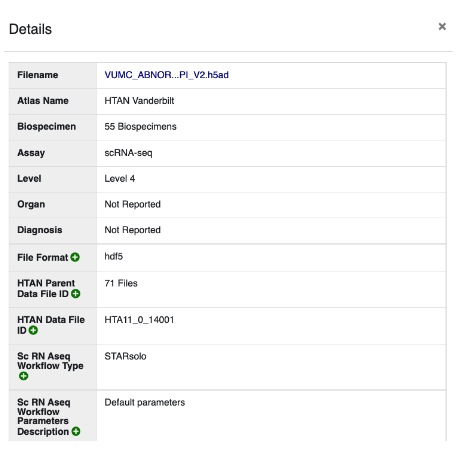 Details ×
Filename VUMC_ABNOR...PI_V2.h5ad
Atlas Name HTAN Vanderbilt
Biospecimen 55 Biospecimens
Assay scRNA-seq
Level Level 4
Organ Not Reported
Diagnosis Not Reported
File Format hdf5
HTAN Parent 71 Files
Data File ID
HTAN Data File HTA11_0_14001
ID
Sc RN Aseq STARsolo
Workflow Type
Sc RN Aseq Default parameters
Workflow
Parameters
Description